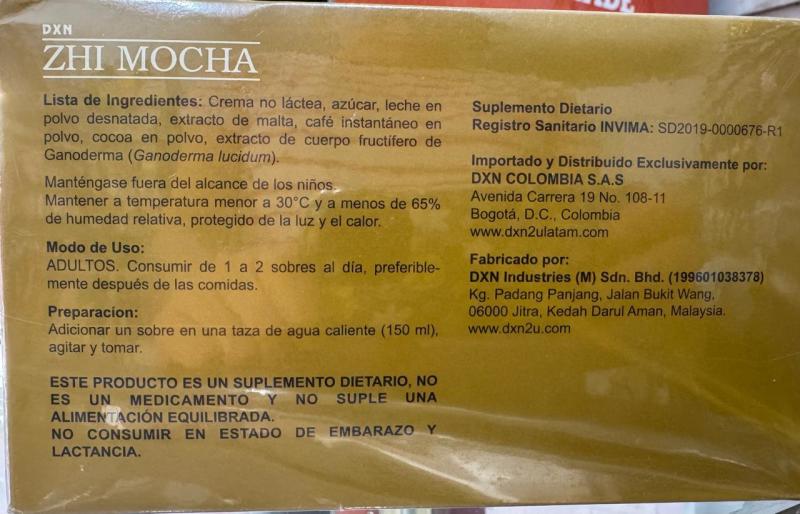 ADE
DXN
ZHI MOCHA
Lista de Ingredientes: Crema no láctea, azúcar, leche en
polvo desnatada, extracto de malta, café instantáneo en
polvo, cocoa en polvo, extracto de cuerpo fructífero de
Ganoderma (Ganoderma lucidum).
Manténgase fuera del alcance de los niños.
Mantener a temperatura menor a 30°C y a menos de 65%
de humedad relativa, protegido de la luz y el calor.
Modo de Uso:
ADULTOS. Consumir de 1 a 2 sobres al día, preferible-
mente después de las comidas.
Preparacion:
Adicionar un sobre en una taza de agua caliente (150 ml),
agitar y tomar.
ESTE PRODUCTO ES UN SUPLEMENTO DIETARIO, NO
ES UN MEDICAMENTO Y NO SUPLE UNA
ALIMENTACIÓN EQUILIBRADA.
NO CONSUMIR EN ESTADO DE EMBARAZO Y
LACTANCIA.
Suplemento Dietario
Registro Sanitario INVIMA: SD2019-0000676-R1
Importado y Distribuido Exclusivamente por:
DXN COLOMBIA S.A.S
Avenida Carrera 19 No. 108-11
Bogotá, D.C., Colombia
www.dxn2ulatam.com
Fabricado por:
DXN Industries (M) Sdn. Bhd. (199601038378)
Kg. Padang Panjang, Jalan Bukit Wang,
06000 Jitra, Kedah Darul Aman, Malaysia.
www.dxn2u.com